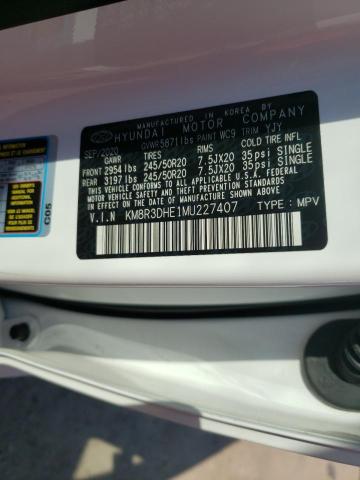 MANUFACTURED IN KOREA BY
HYUNDAI MOTOR COMPANY
SEP/2020 GVWR 5871lbs PAINT WC9 TRIM YJY
GAWR TIRES RIMS COLD TIRE INFL
FRONT 2954 lbs 245/50R20 7.5JX20 35psi SINGLE
REAR 3197 lbs 245/50R20 7.5JX20 35psi SINGLE
THIS VEHICLE CONFORMS TO ALL APPLICABLE FEDERAL MOTOR
VEHICLE SAFETY STANDARDS IN EFFECT ON THE DATE OF
MANUFACTURE SHOWN ABOVE.
V.I.N KM8R3DHE1MU227407 TYPE: MPV
C05